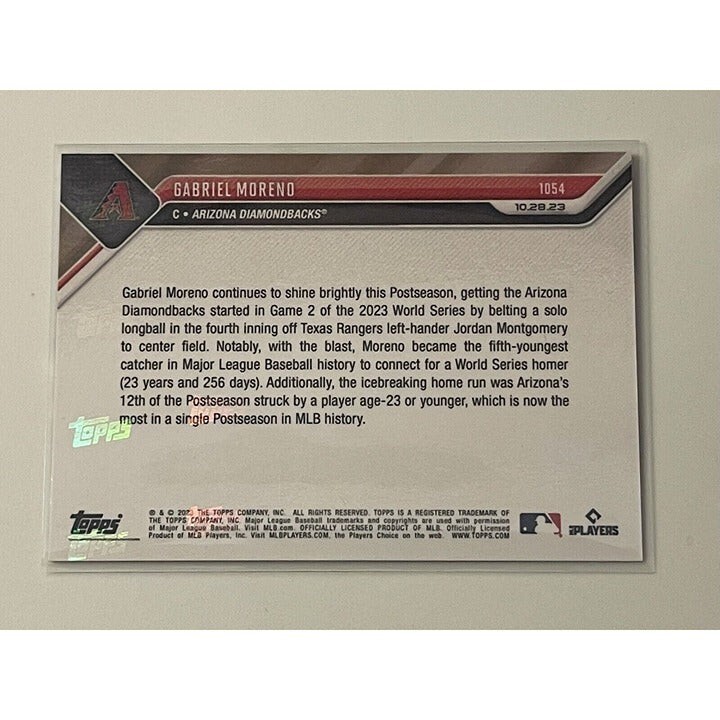 GABRIEL MORENO 1054
C • ARIZONA DIAMONDBACKS® 10.28.23
Gabriel Moreno continues to shine brightly this Postseason, getting the Arizona
Diamondbacks started in Game 2 of the 2023 World Series by belting a solo
longball in the fourth inning off Texas Rangers left-hander Jordan Montgomery
to center field. Notably, with the blast, Moreno became the fifth-youngest
catcher in Major League Baseball history to connect for a World Series homer
(23 years and 256 days). Additionally, the icebreaking home run was Arizona's
12th of the Postseason struck by a player age-23 or younger, which is now the
most in a single Postseason in MLB history.
Topps
Topps
® & © 2023 THE TOPPS COMPANY, INC. ALL RIGHTS RESERVED. TOPPS IS A REGISTERED TRADEMARK OF
THE TOPPS COMPANY, INC. Major League Baseball trademarks and copyrights are used with permission
of Major League Baseball. Visit MLB.com. OFFICIALLY LICENSED PRODUCT OF MLB. Officially Licensed
Product of MLB Players, Inc. Visit MLBPLAYERS.com, the Players Choice on the web. WWW.TOPPS.COM
PLAYERS